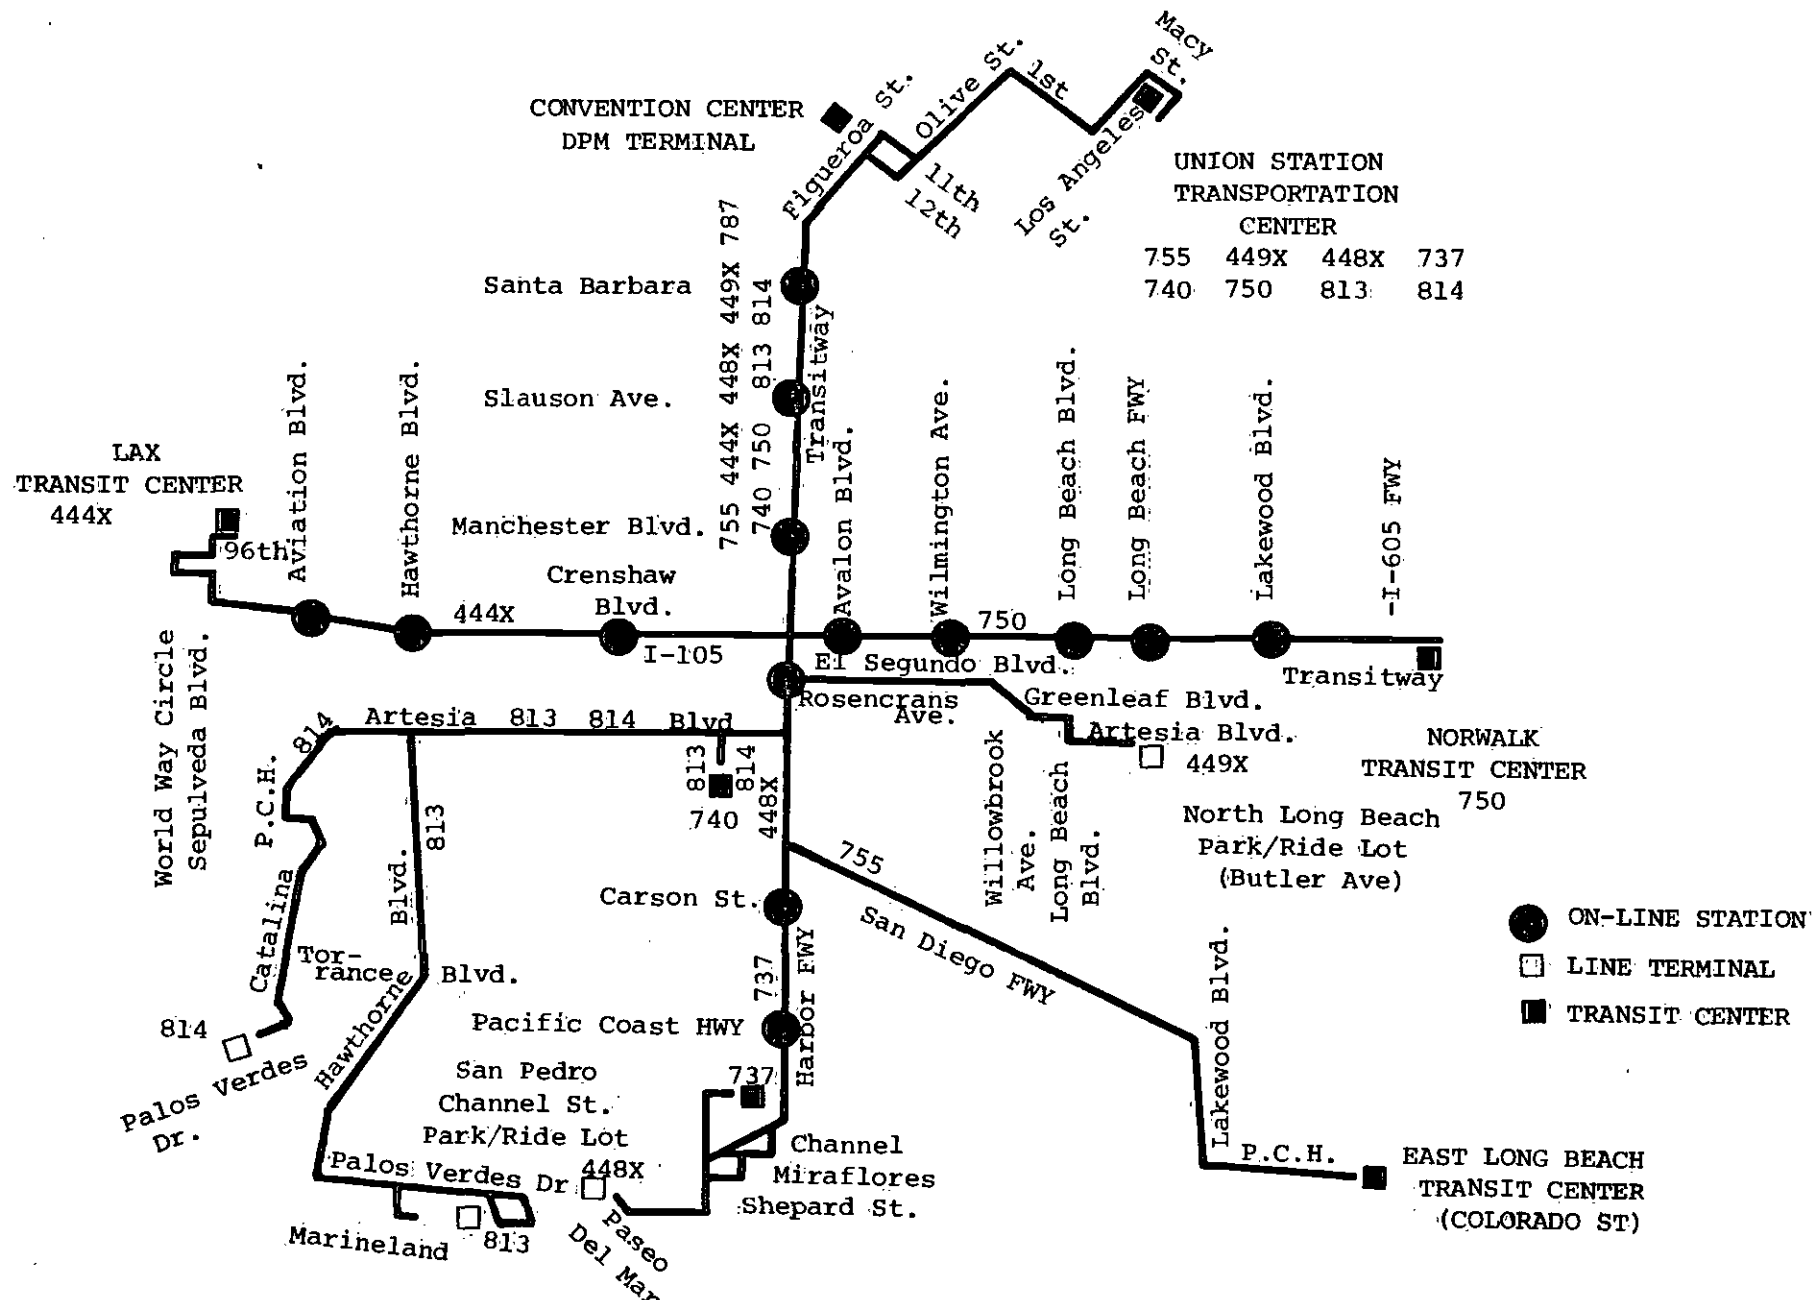 Macy
St.
1st
Olive St.
Figueroa St.
CONVENTION CENTER
DPM TERMINAL
11th
12th
Los Angeles
St.
UNION STATION
TRANSPORTATION
CENTER
755 449X 448X 737
740 750 813 814
755 444X 448X 449X 787
740 750 813 814
Santa Barbara
Transitway
Slauson Ave.
Manchester Blvd.
LAX
TRANSIT CENTER
444X
96th
Aviation Blvd.
Hawthorne Blvd.
Crenshaw
Blvd.
Avalon Blvd.
Wilmington Ave.
Long Beach Blvd.
Long Beach FWY
Lakewood Blvd.
I-605 FWY
444X
I-105
750
El Segundo Blvd.
Transitway
Rosencrans
Ave.
Greenleaf Blvd.
Artesia Blvd.
449X
NORWALK
TRANSIT CENTER
750
North Long Beach
Park/Ride Lot
(Butler Ave)
Willowbrook
Ave.
Long Beach
Blvd.
World Way Circle
Sepulveda Blvd.
Artesia 813 814 Blvd
814
P.C.H.
813
814
740
448X
813
Blvd.
755
San Diego FWY
Carson St.
Catalina
Tor-
rance Blvd.
Hawthorne
737
Harbor FWY
Pacific Coast HWY
814
Palos Verdes
Dr.
San Pedro
Channel St.
Park/Ride Lot
448X
737
Channel
Miraflores
Shepard St.
Palos Verdes Dr
Marineland
813
Paseo
Del Mar
Lakewood Blvd.
Lakewood Blvd.
P.C.H.
EAST LONG BEACH
TRANSIT CENTER
(COLORADO ST)
ON-LINE STATION
LINE TERMINAL
TRANSIT CENTER